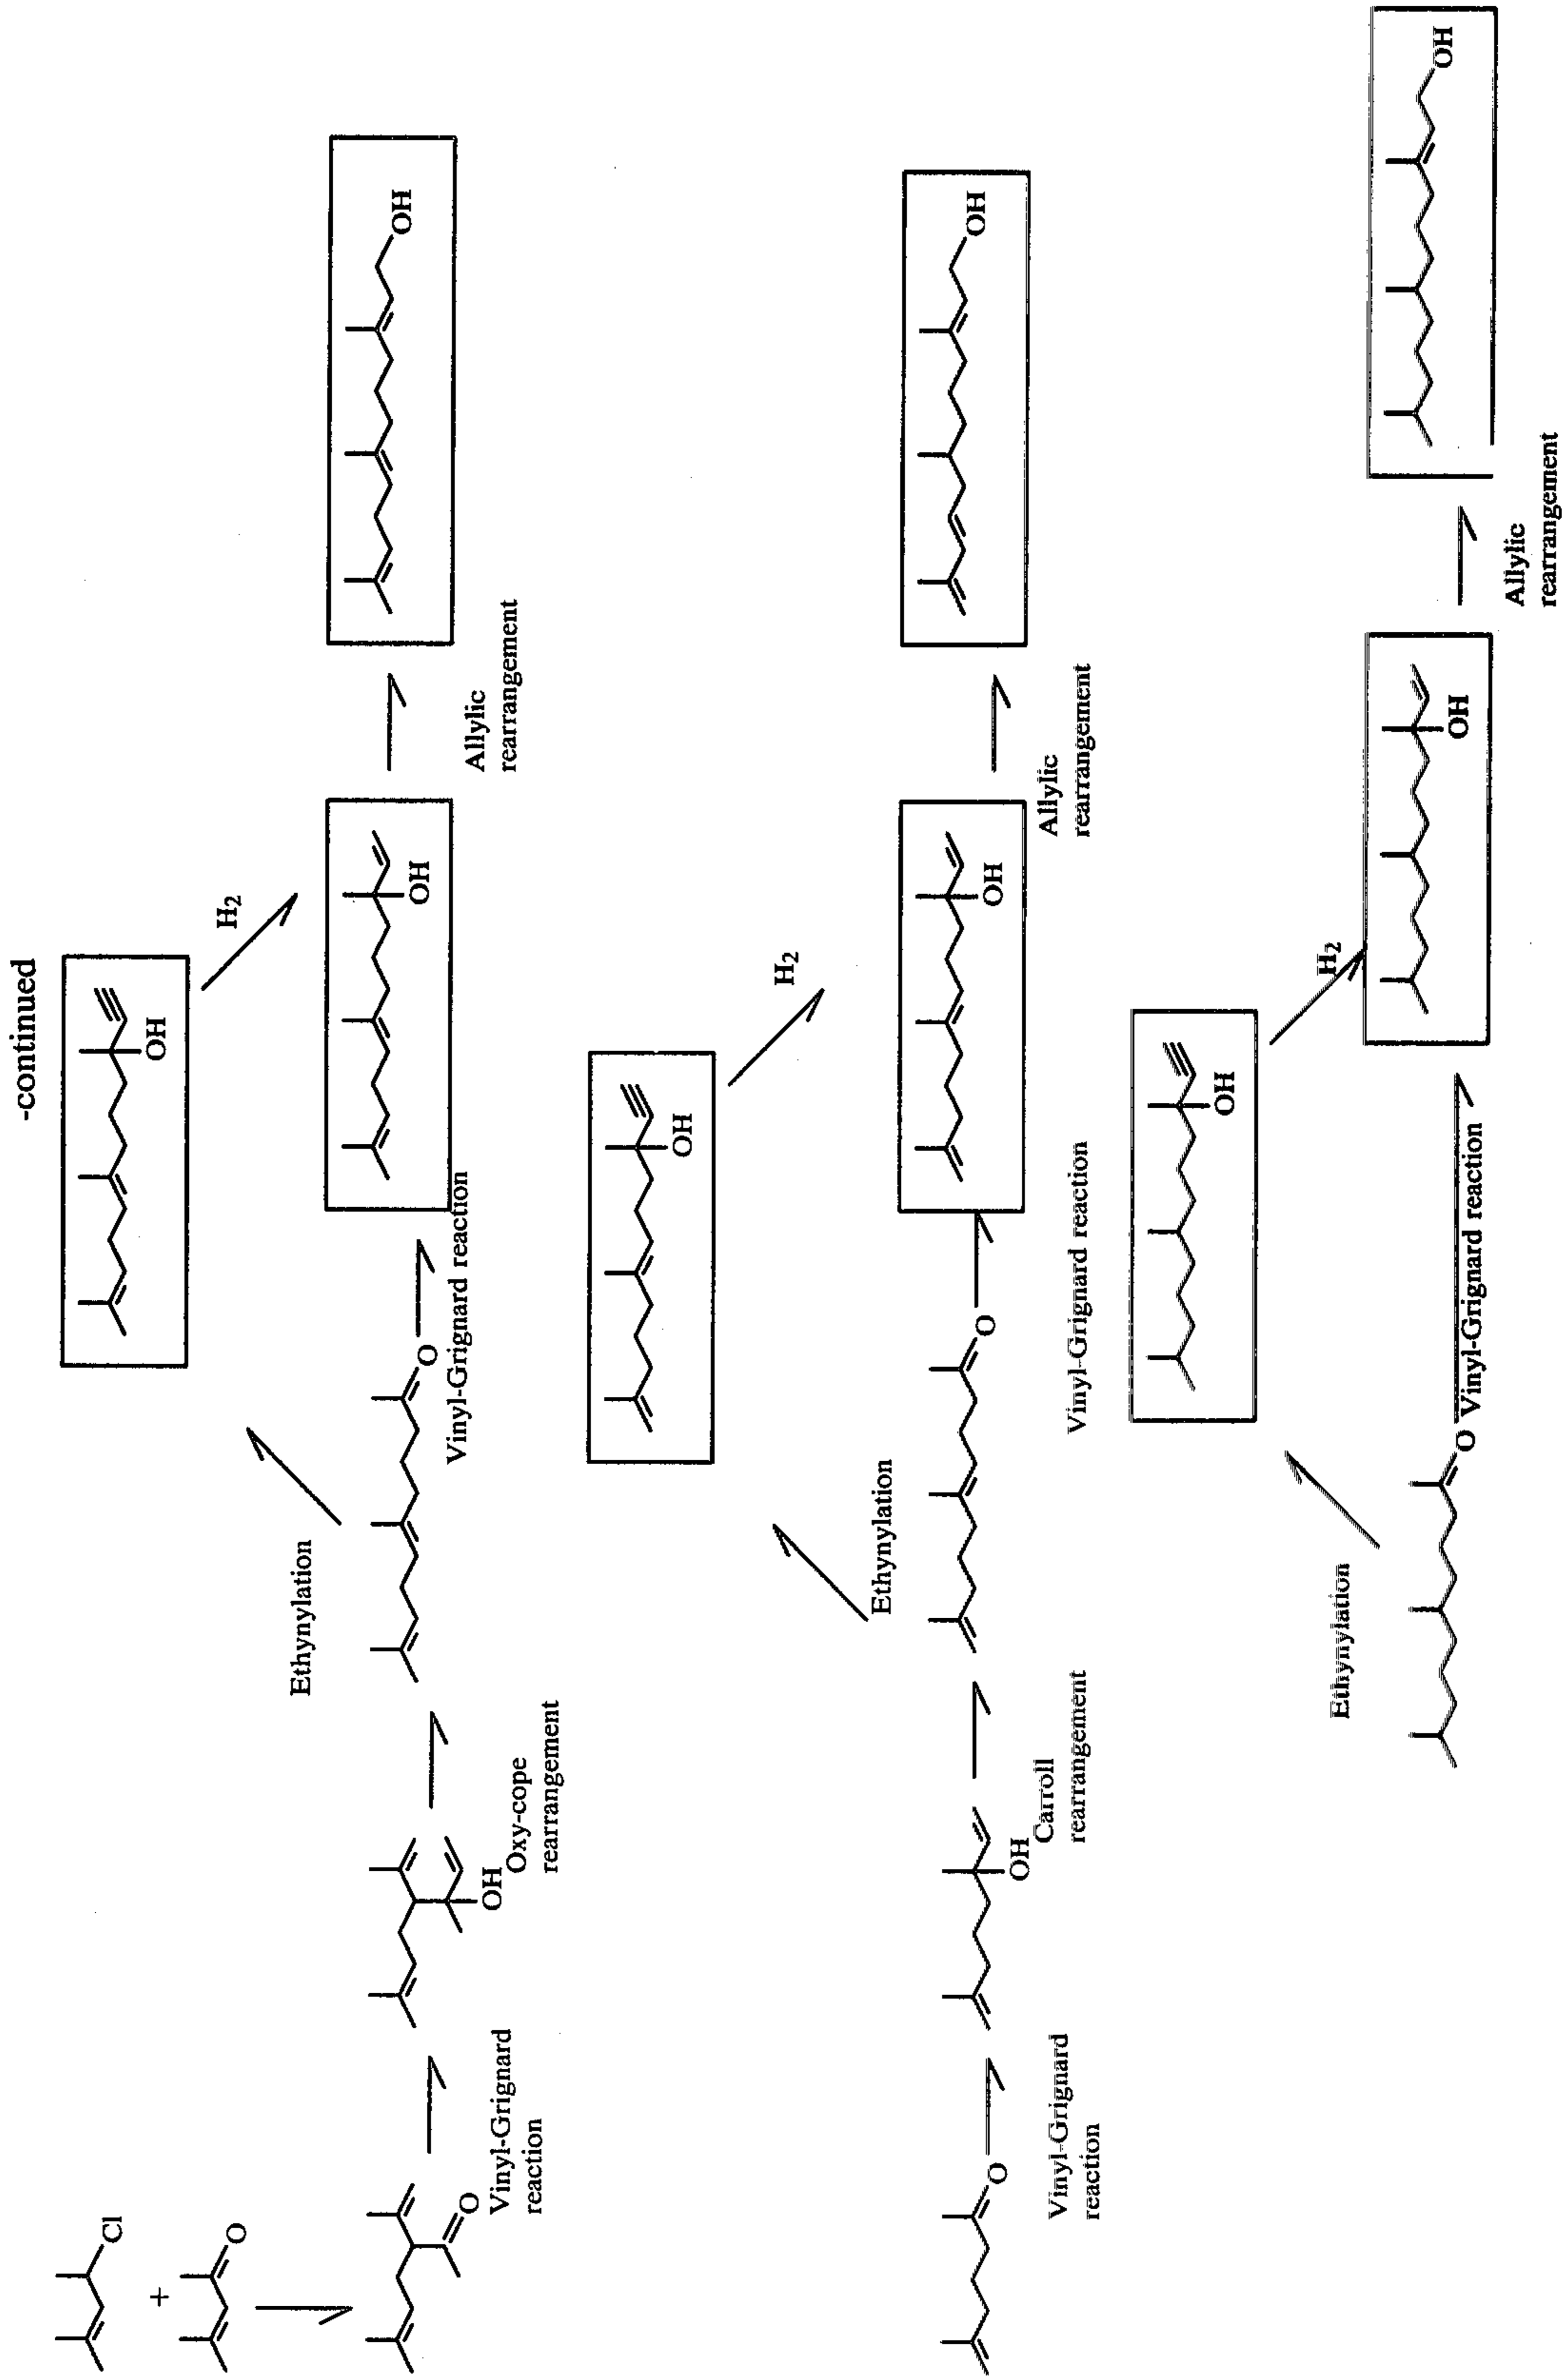 -continued
Cl
+
O
OH
H2
Ethynylation
O
Vinyl-Grignard
reaction
OH
Oxy-cope
rearrangement
O
Vinyl-Grignard reaction
OH
Allylic
rearrangement
OH
OH
H2
Ethynylation
O
Vinyl-Grignard
reaction
OH
Carroll
rearrangement
O
Vinyl-Grignard reaction
OH
Allylic
rearrangement
OH
OH
H2
Ethynylation
O
Vinyl-Grignard reaction
OH
Allylic
rearrangement
OH